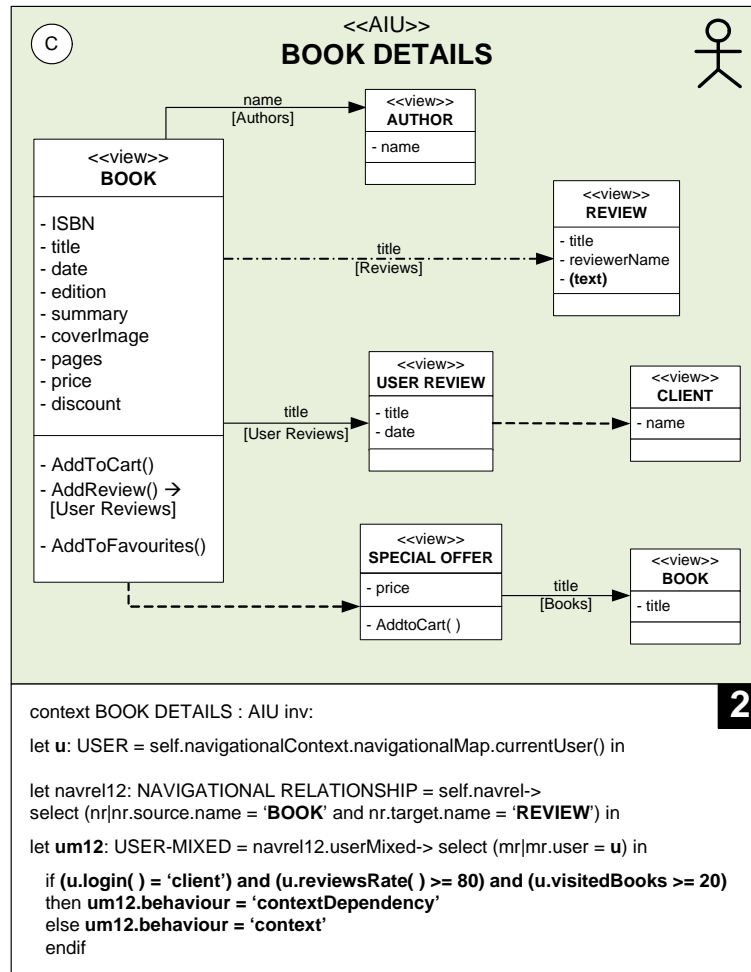 C
<<AIU>>
BOOK DETAILS
name
[Authors]
<<view>>
AUTHOR
- name
<<view>>
BOOK
- ISBN
- title
- date
- edition
- summary
- coverImage
- pages
- price
- discount
- AddToCart()
- AddReview() →
[User Reviews]
- AddToFavourites()
title
[Reviews]
<<view>>
REVIEW
- title
- reviewerName
- (text)
title
[User Reviews]
<<view>>
USER REVIEW
- title
- date
<<view>>
CLIENT
- name
<<view>>
SPECIAL OFFER
- price
- AddtoCart( )
title
[Books]
<<view>>
BOOK
- title
2
context BOOK DETAILS : AIU inv:
let u: USER = self.navigationalContext.navigationalMap.currentUser() in
let navrel12: NAVIGATIONAL RELATIONSHIP = self.navrel->
select (nr|nr.source.name = ‘BOOK’ and nr.target.name = ‘REVIEW’) in
let um12: USER-MIXED = navrel12.userMixed-> select (mr|mr.user = u) in
if (u.login( ) = ‘client’) and (u.reviewsRate( ) >= 80) and (u.visitedBooks >= 20)
then um12.behaviour = ‘contextDependency’
else um12.behaviour = ‘context’
endif